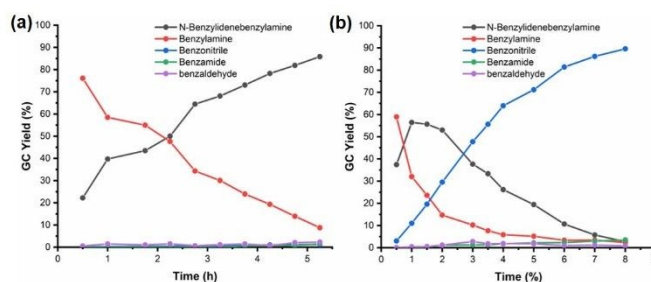 (a)
N-Benzylidenebenzylamine
Benzylamine
Benzonitrile
Benzamide
benzaldehyde
GC Yield (%)
100
90
80
70
60
50
40
30
20
10
0
0 1 2 3 4 5
Time (h)
(b)
N-Benzylidenebenzylamine
Benzylamine
Benzonitrile
Benzamide
benzaldehyde
GC Yield (%)
100
90
80
70
60
50
40
30
20
10
0
0 1 2 3 4 5 6 7 8
Time (%)